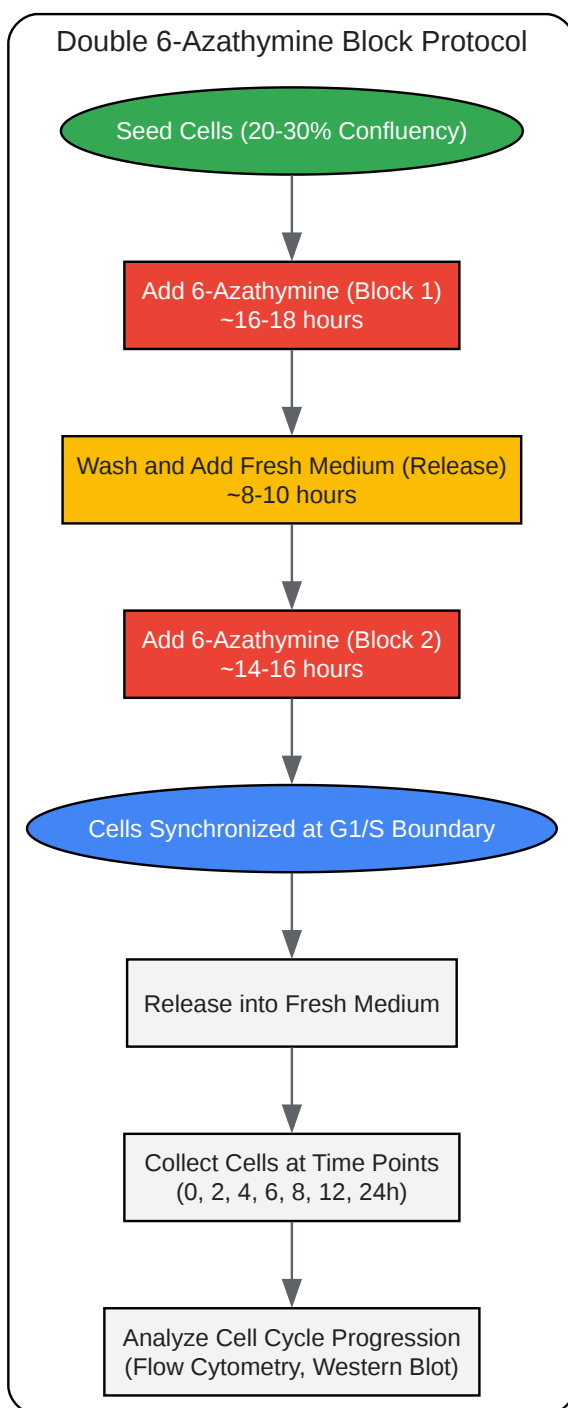 Double 6-Azathymine Block Protocol
Seed Cells (20-30% Confluency)
Add 6-Azathymine (Block 1)
~16-18 hours
Wash and Add Fresh Medium (Release)
~8-10 hours
Add 6-Azathymine (Block 2)
~14-16 hours
Cells Synchronized at G1/S Boundary
Release into Fresh Medium
Collect Cells at Time Points
(0, 2, 4, 6, 8, 12, 24h)
Analyze Cell Cycle Progression
(Flow Cytometry, Western Blot)